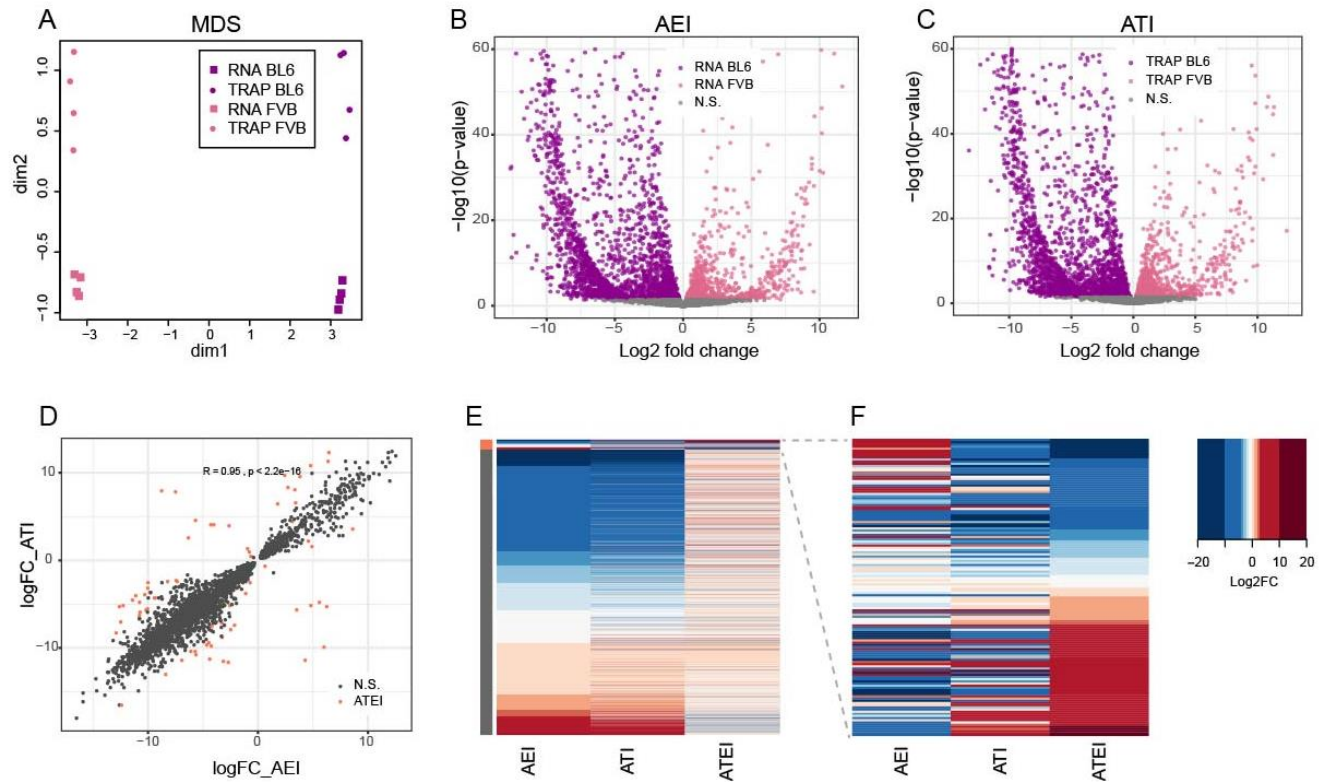 A
MDS
RNA BL6
TRAP BL6
RNA FVB
TRAP FVB
1.0
0.5
0.0
−0.5
−1.0
dim2
−3
−2
−1
0
1
2
3
dim1
B
AEI
RNA BL6
RNA FVB
N.S.
60
40
20
0
−log10(p−value)
−10
−5
0
5
10
Log2 fold change
C
ATI
TRAP BL6
TRAP FVB
N.S.
60
40
20
0
−log10(p−value)
−10
−5
0
5
10
Log2 fold change
D
R = 0.95 , p < 2.2e−16
10
0
−10
logFC_ATI
N.S.
ATEI
−10
0
10
logFC_AEI
E
AEI
ATI
ATEI
F
AEI
ATI
ATEI
−20
−10
0
10
20
Log2FC